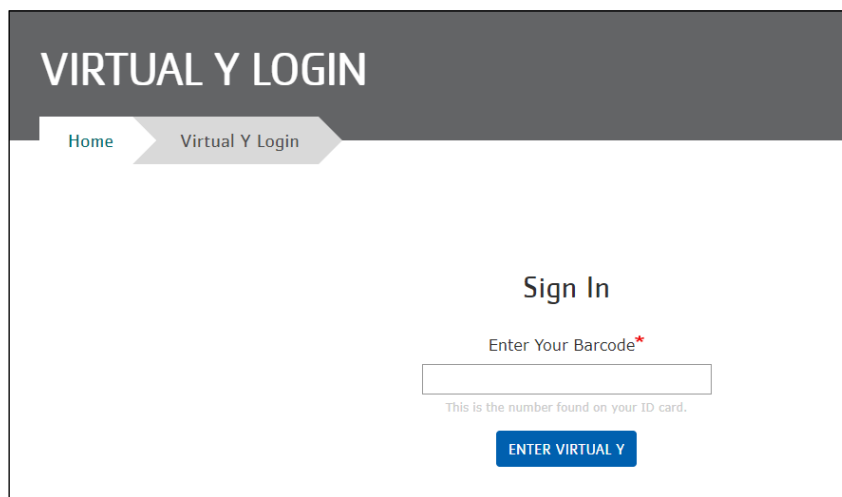 VIRTUAL Y LOGIN
Home
Virtual Y Login
Sign In
Enter Your Barcode*
This is the number found on your ID card.
ENTER VIRTUAL Y